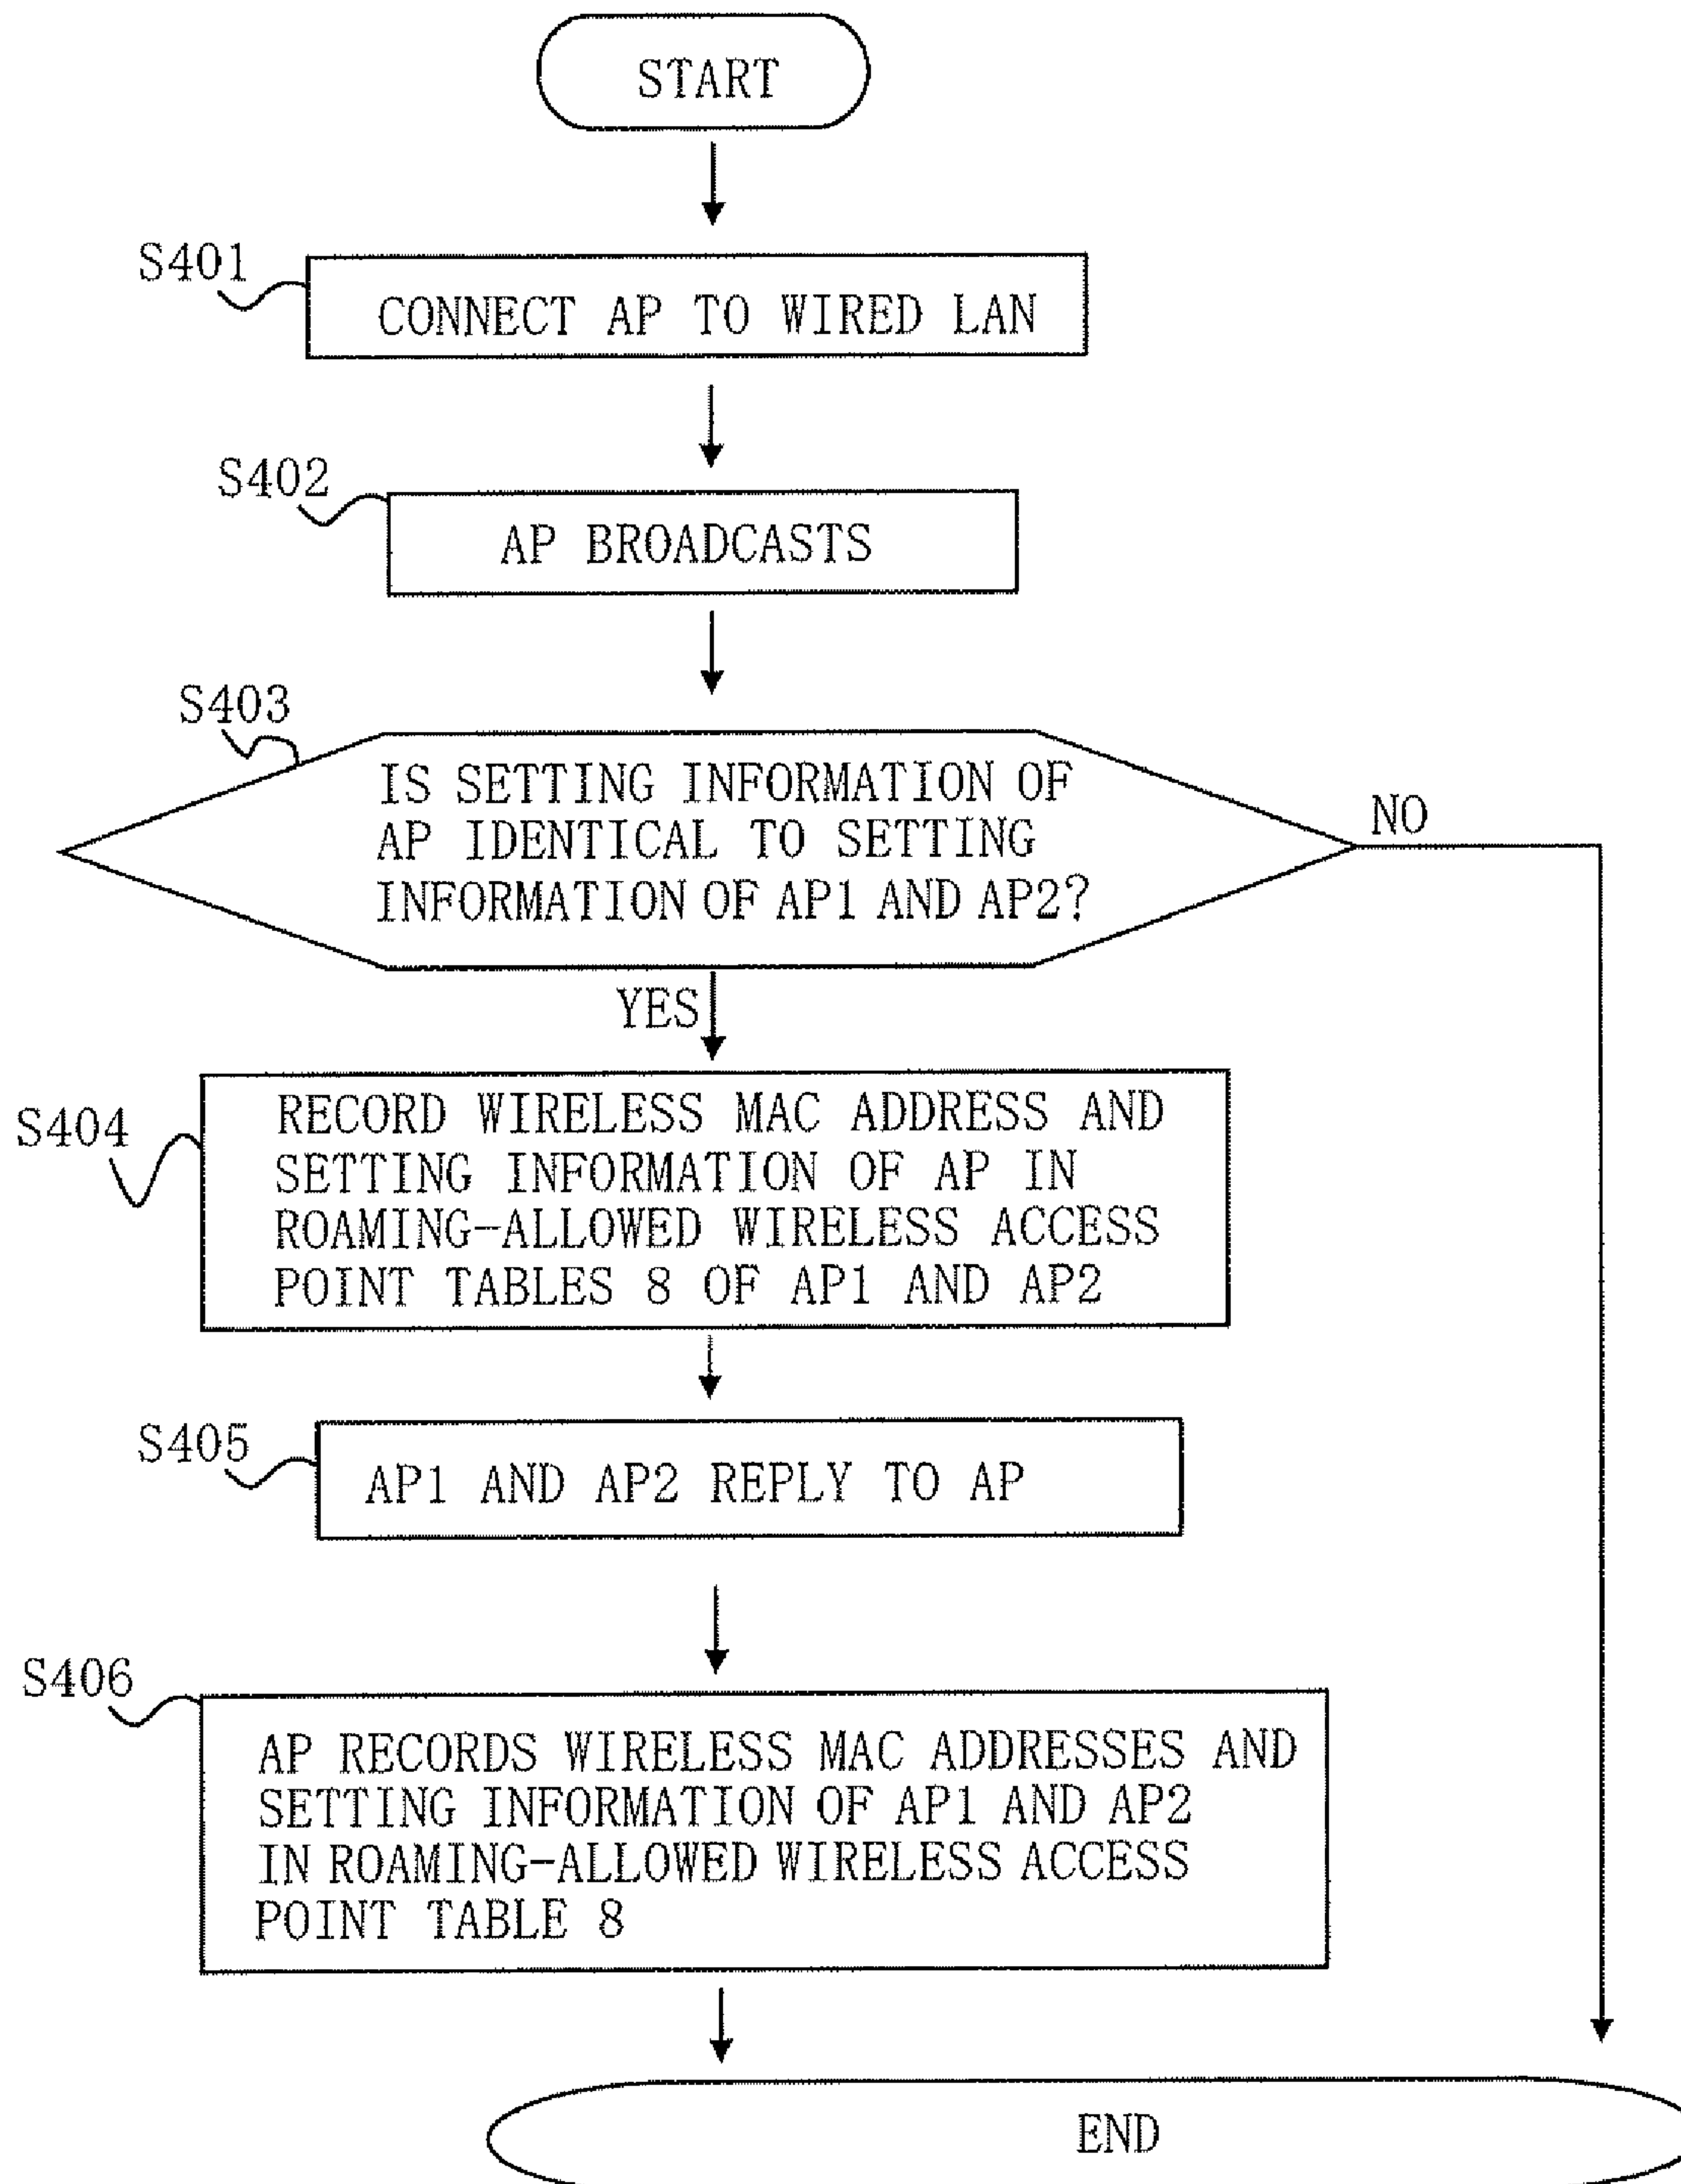 START
S401
CONNECT AP TO WIRED LAN
S402
AP BROADCASTS
S403
IS SETTING INFORMATION OF
AP IDENTICAL TO SETTING
INFORMATION OF AP1 AND AP2?
NO
YES
S404
RECORD WIRELESS MAC ADDRESS AND
SETTING INFORMATION OF AP IN
ROAMING-ALLOWED WIRELESS ACCESS
POINT TABLES 8 OF AP1 AND AP2
S405
AP1 AND AP2 REPLY TO AP
S406
AP RECORDS WIRELESS MAC ADDRESSES AND
SETTING INFORMATION OF AP1 AND AP2
IN ROAMING-ALLOWED WIRELESS ACCESS
POINT TABLE 8
END